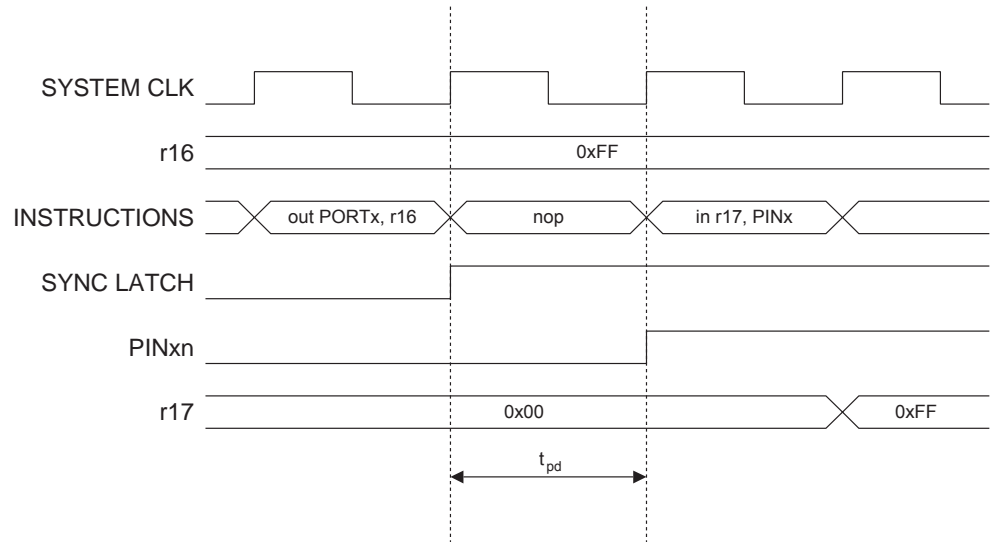 SYSTEM CLK
r16
0xFF
INSTRUCTIONS
out PORTx, r16
nop
in r17, PINx
SYNC LATCH
PINxn
r17
0x00
0xFF
tpd